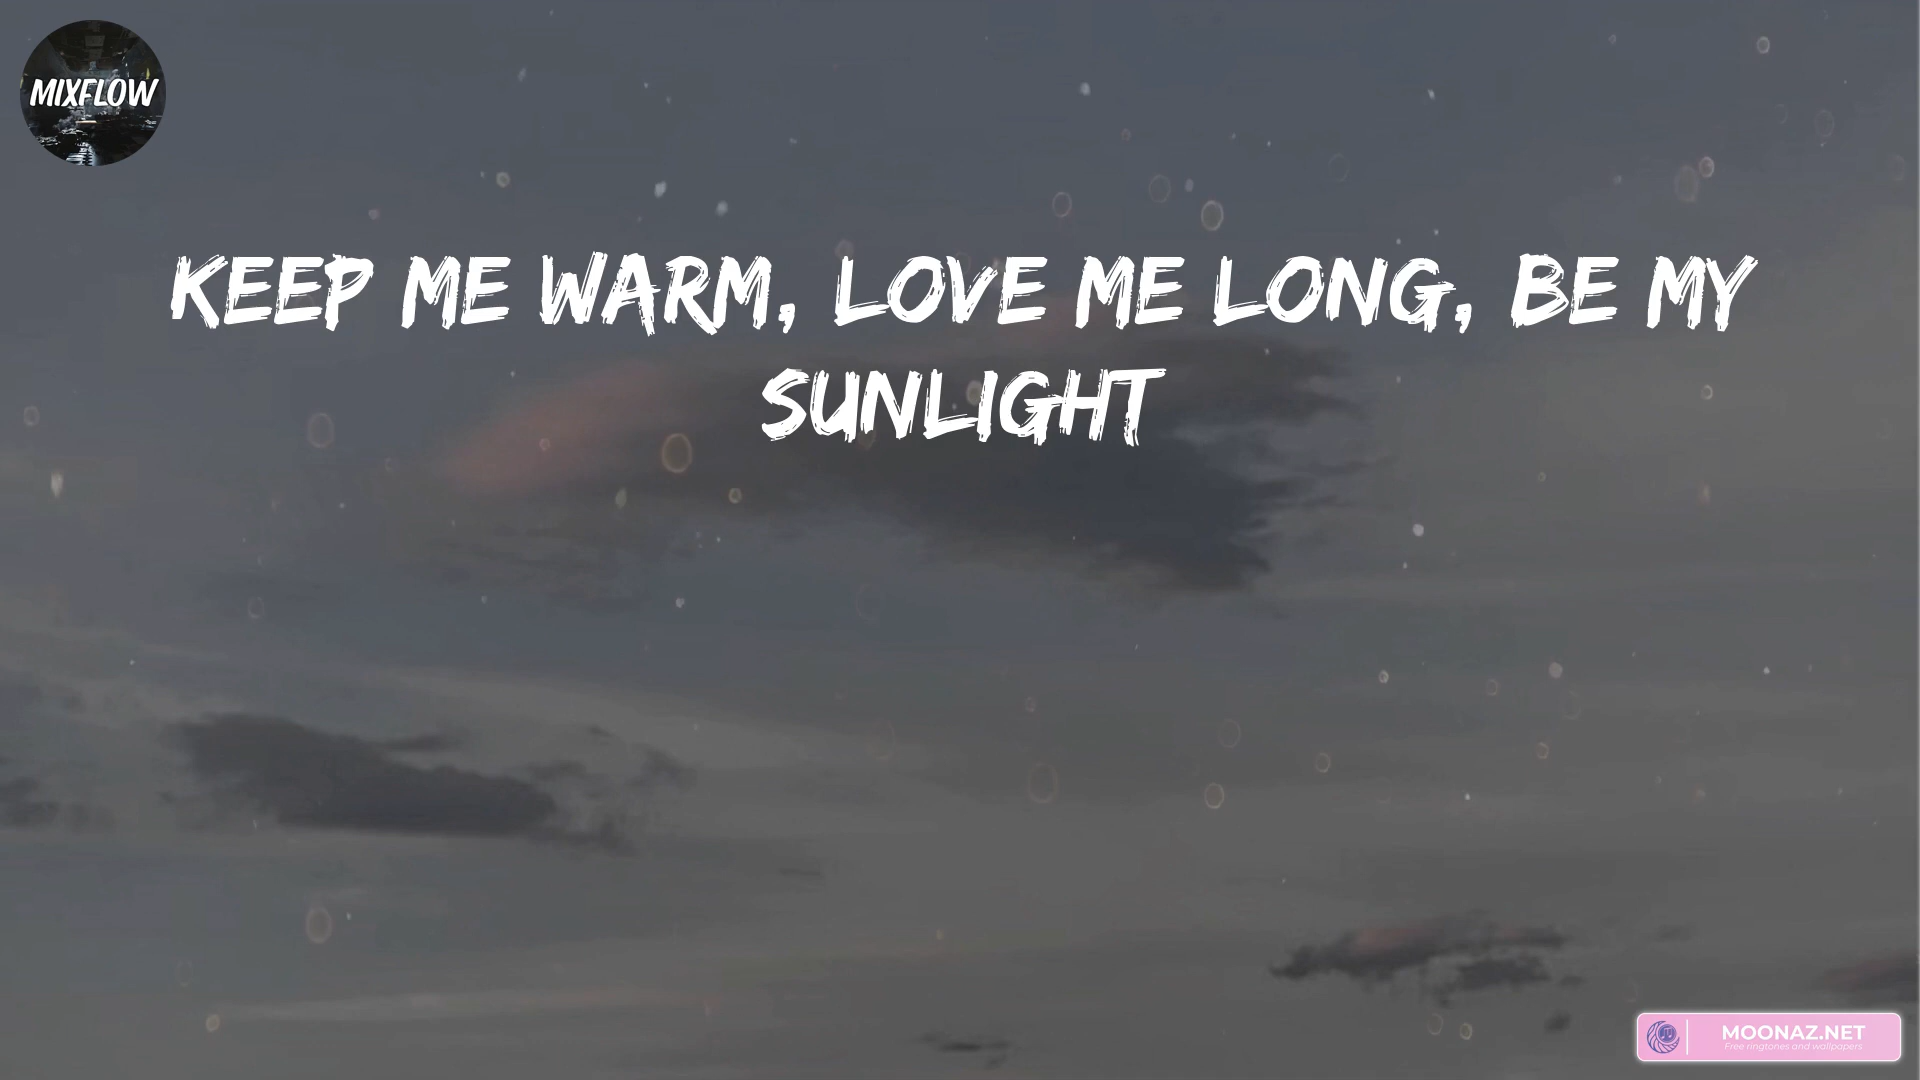 MIXFLOW
KEEP ME WARM, LOVE ME LONG, BE MY
SUNLIGHT
MOONAZ.NET
Free ringtones and wallpapers